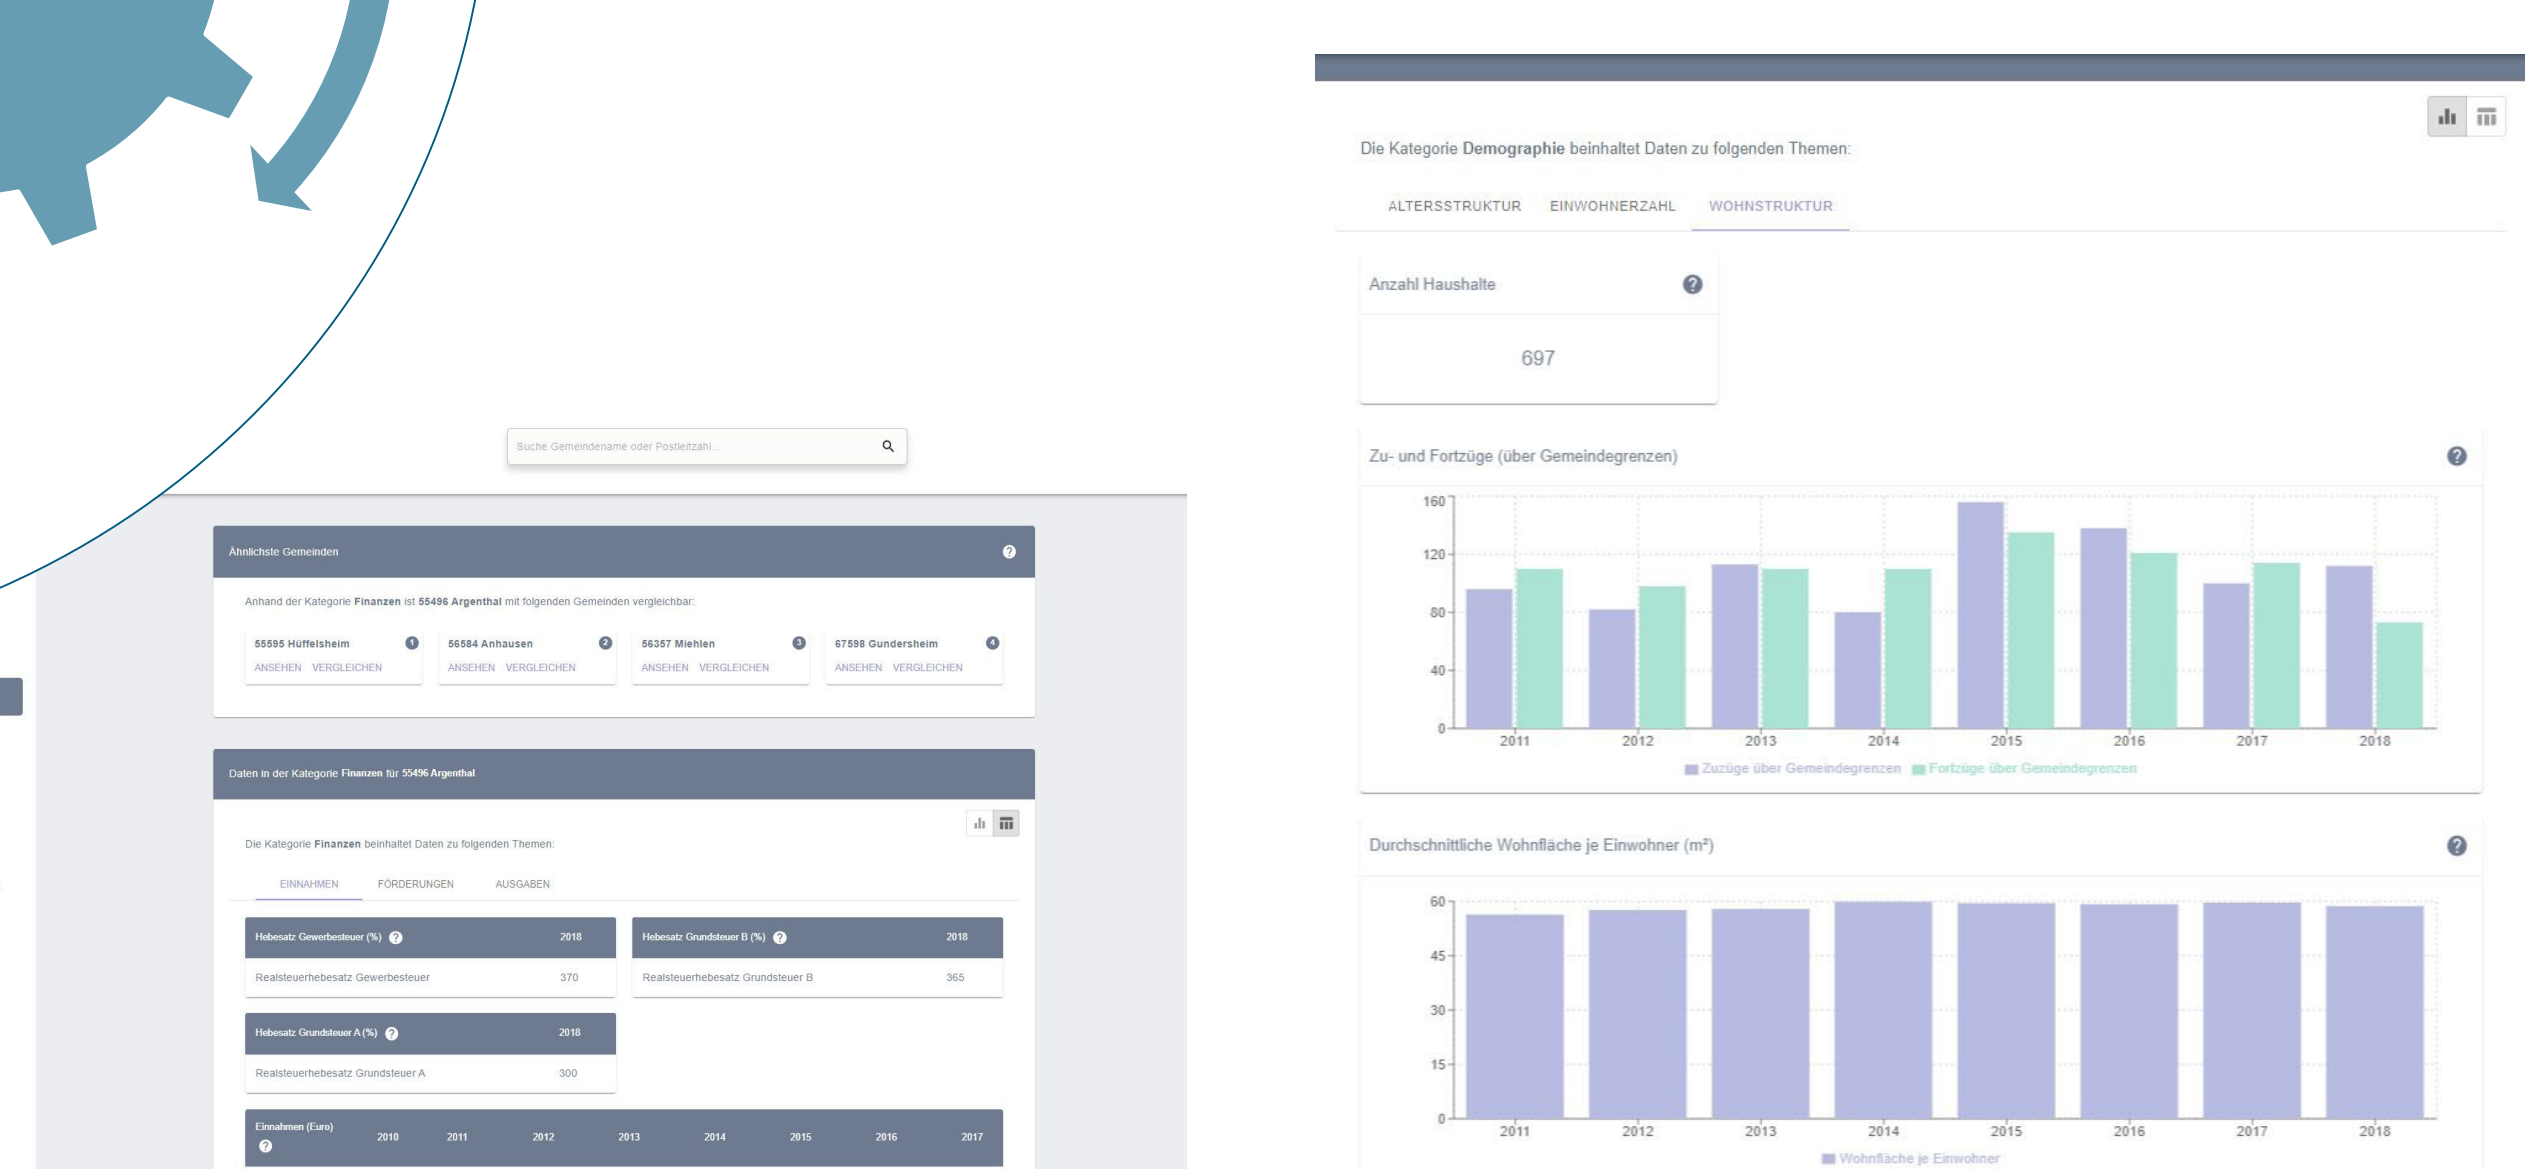 Suche Gemeindename oder Postleitzahl...
Ähnlichste Gemeinden ?
Anhand der Kategorie Finanzen ist 55496 Argenthal mit folgenden Gemeinden vergleichbar:
55595 Hüffelsheim 1
ANSEHEN VERGLEICHEN
56584 Anhausen 2
ANSEHEN VERGLEICHEN
56357 Miehlen 3
ANSEHEN VERGLEICHEN
67598 Gundersheim 4
ANSEHEN VERGLEICHEN
Daten in der Kategorie Finanzen für 55496 Argenthal
Die Kategorie Finanzen beinhaltet Daten zu folgenden Themen:
EINNAHMEN FÖRDERUNGEN AUSGABEN
Hebesatz Gewerbesteuer (%) ? 2018
Realsteuerhebesatz Gewerbesteuer 370
Hebesatz Grundsteuer B (%) ? 2018
Realsteuerhebesatz Grundsteuer B 365
Hebesatz Grundsteuer A (%) ? 2018
Realsteuerhebesatz Grundsteuer A 300
Einnahmen (Euro) ? 2010 2011 2012 2013 2014 2015 2016 2017
Die Kategorie Demographie beinhaltet Daten zu folgenden Themen:
ALTERSSTRUKTUR EINWOHNERZAHL WOHNSTRUKTUR
Anzahl Haushalte ?
697
Zu- und Fortzüge (über Gemeindegrenzen) ?
160
120
80
40
0
2011 2012 2013 2014 2015 2016 2017 2018
Zuzüge über Gemeindegrenzen Fortzüge über Gemeindegrenzen
Durchschnittliche Wohnfläche je Einwohner (m²) ?
60
45
30
15
0
2011 2012 2013 2014 2015 2016 2017 2018
Wohnfläche je Einwohner